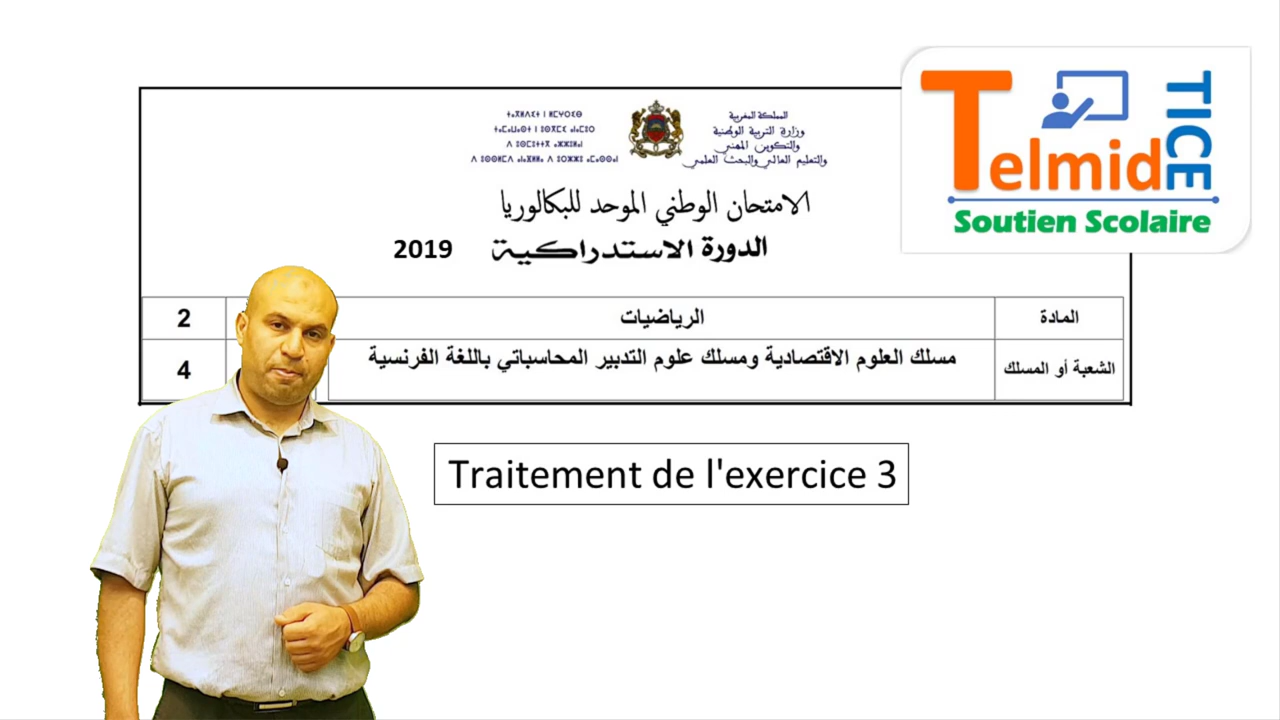 ⵜⴰⴳⵍⴷⵉⵜ ⵏ ⵍⵎⵖⵔⵉⴱ
المملكة المغربية
وزارة التربية الوطنية
والتكوين المهني
والتعليم العالي والبحث العلمي
الامتحان الوطني الموحد للبكالوريا
الدورة الاستدراكية 2019
المادة الرياضيات 2
الشعبة أو المسلك مسلك العلوم الاقتصادية ومسلك علوم التدبير المحاسباتي باللغة الفرنسية 4
Telmid TICE
Soutien Scolaire
Traitement de l'exercice 3